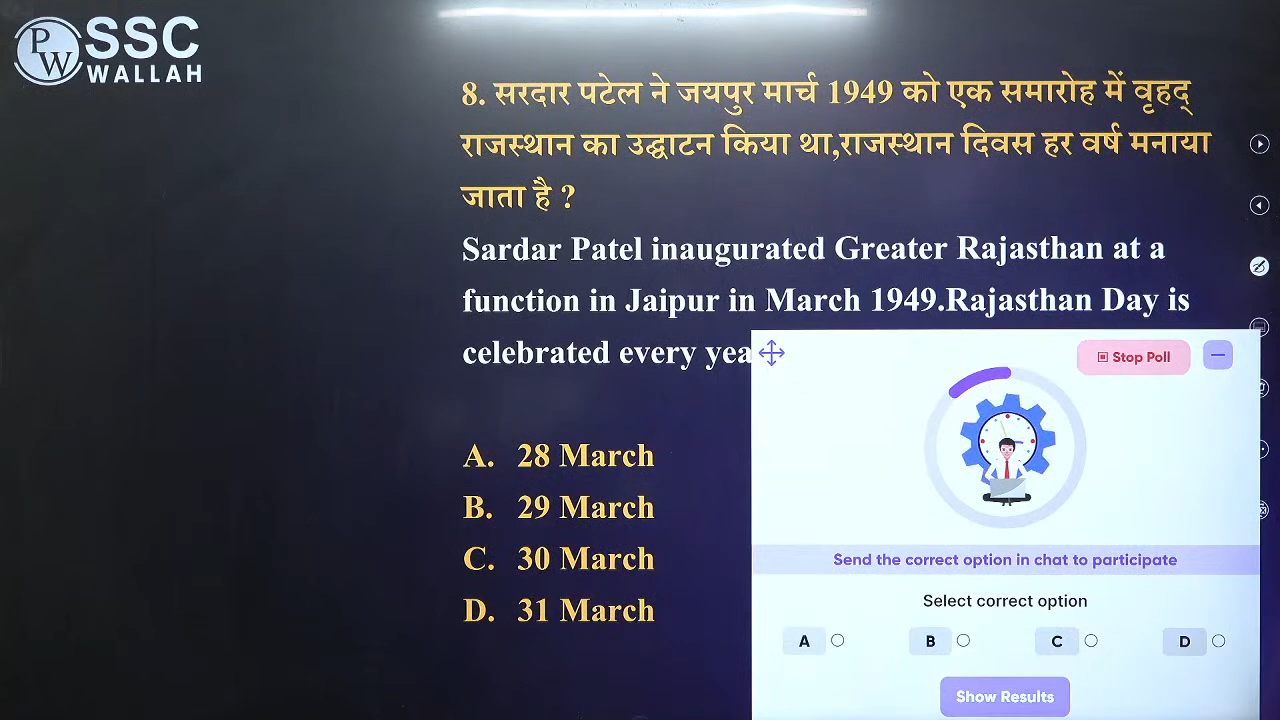 PW SSC
WALLAH
8. सरदार पटेल ने जयपुर मार्च 1949 को एक समारोह में वृहद्
राजस्थान का उद्घाटन किया था,राजस्थान दिवस हर वर्ष मनाया
जाता है ?
Sardar Patel inaugurated Greater Rajasthan at a
function in Jaipur in March 1949.Rajasthan Day is
celebrated every yea
A. 28 March
B. 29 March
C. 30 March
D. 31 March
Stop Poll
Send the correct option in chat to participate
Select correct option
A B C D
Show Results